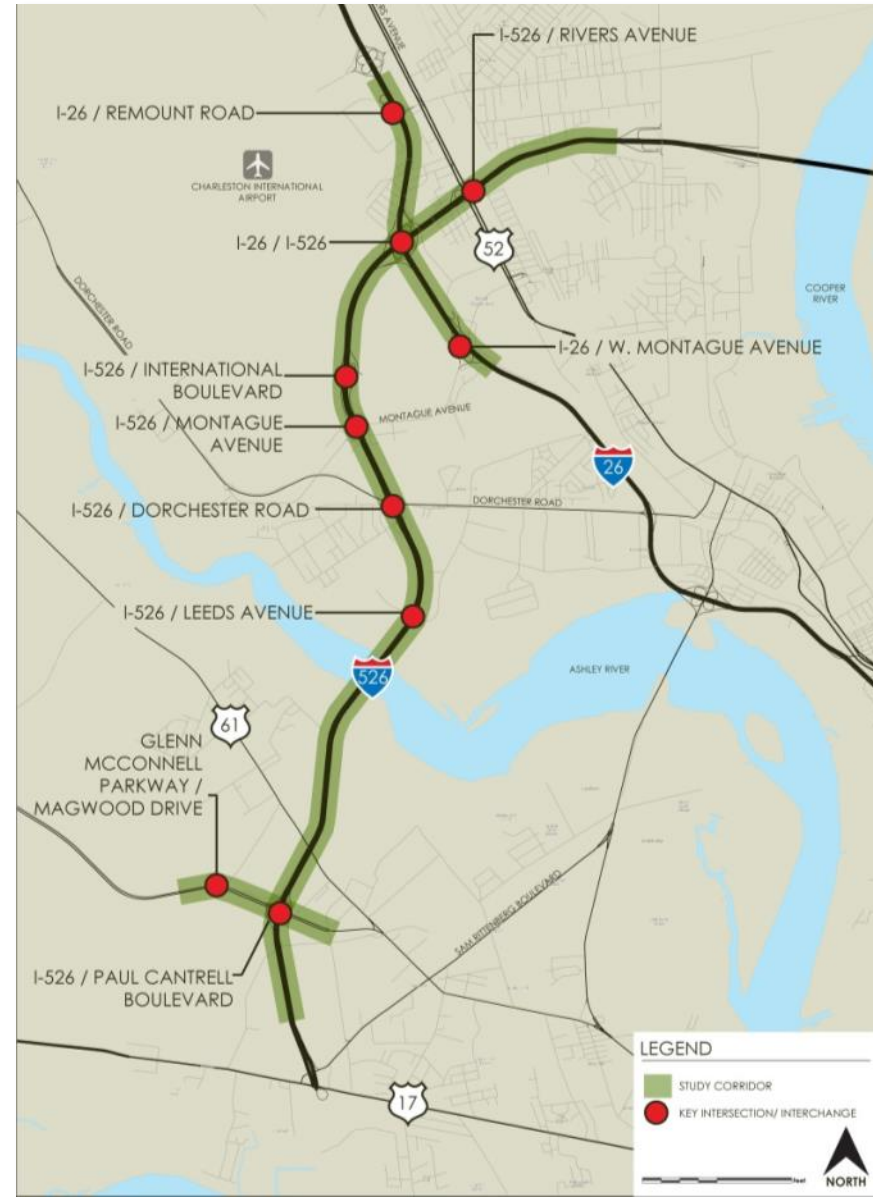 RS AVENUE
I-526 / RIVERS AVENUE
I-26 / REMOUNT ROAD
CHARLESTON INTERNATIONAL
AIRPORT
I-26 / I-526
52
COOPER
RIVER
DORCHESTER ROAD
I-26 / W. MONTAGUE AVENUE
I-526 / INTERNATIONAL
BOULEVARD
I-526 / MONTAGUE
AVENUE
MONTAGUE AVENUE
26
I-526 / DORCHESTER ROAD
DORCHESTER ROAD
I-526 / LEEDS AVENUE
ASHLEY RIVER
526
61
GLENN
MCCONNELL
PARKWAY /
MAGWOOD DRIVE
SAM RITTENBERG BOULEVARD
I-526 / PAUL CANTRELL
BOULEVARD
17
LEGEND
STUDY CORRIDOR
KEY INTERSECTION/ INTERCHANGE
NORTH